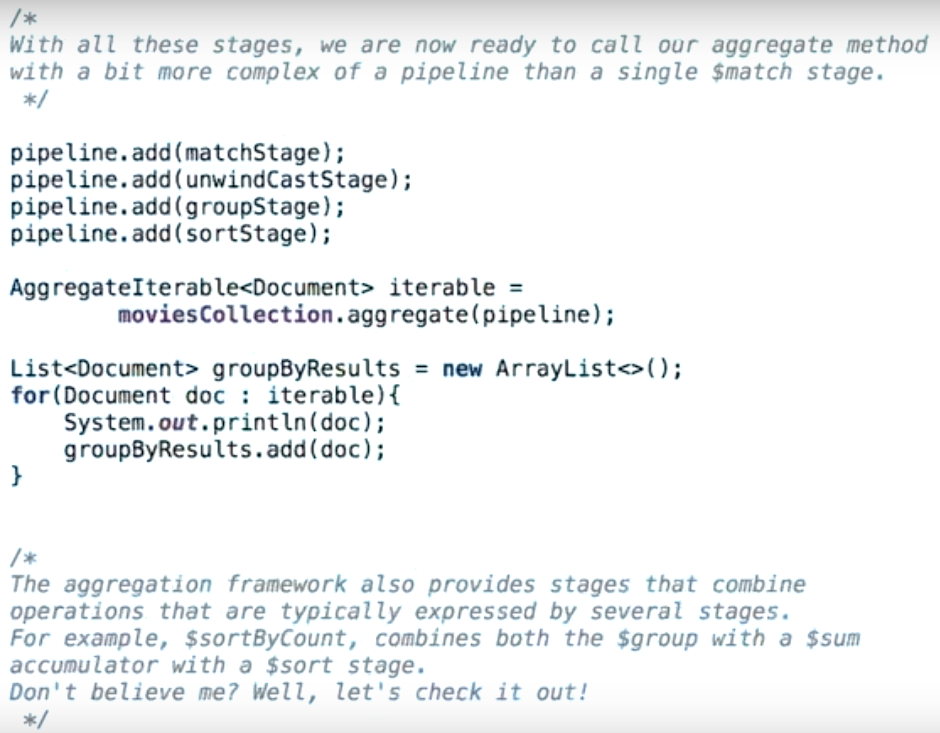 /*
With all these stages, we are now ready to call our aggregate method
with a bit more complex of a pipeline than a single $match stage.
*/
pipeline.add(matchStage);
pipeline.add(unwindCastStage);
pipeline.add(groupStage);
pipeline.add(sortStage);
AggregateIterable<Document> iterable =
moviesCollection.aggregate(pipeline);
List<Document> groupByResults = new ArrayList<>();
for(Document doc : iterable){
System.out.println(doc);
groupByResults.add(doc);
}
/*
The aggregation framework also provides stages that combine
operations that are typically expressed by several stages.
For example, $sortByCount, combines both the $group with a $sum
accumulator with a $sort stage.
Don't believe me? Well, let's check it out!
*/